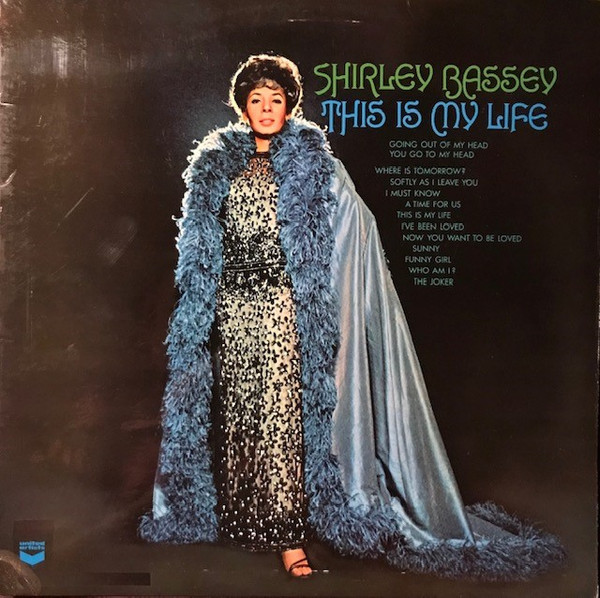 SHIRLEY BASSEY
THIS IS MY LIFE
GOING OUT OF MY HEAD
YOU GO TO MY HEAD
WHERE IS TOMORROW?
SOFTLY AS I LEAVE YOU
I MUST KNOW
A TIME FOR US
THIS IS MY LIFE
I'VE BEEN LOVED
NOW YOU WANT TO BE LOVED
SUNNY
FUNNY GIRL
WHO AM I?
THE JOKER
united
artists